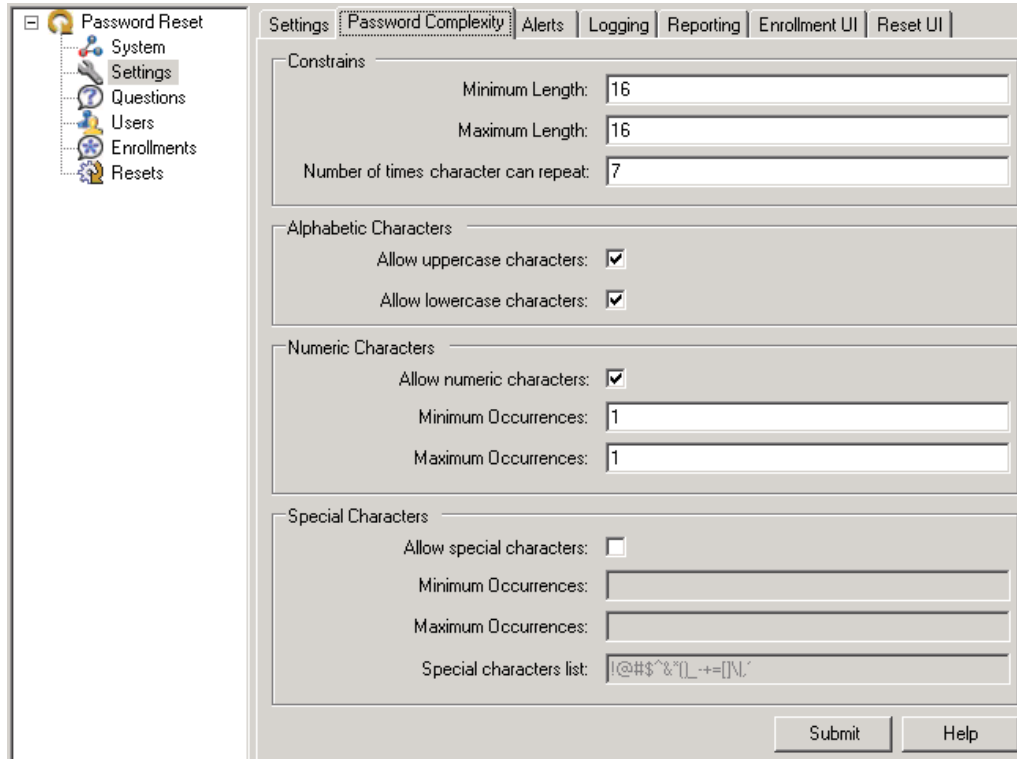 Password Reset
System
Settings
Questions
Users
Enrollments
Resets
Settings
Password Complexity
Alerts
Logging
Reporting
Enrollment UI
Reset UI
Constrains
Minimum Length: 16
Maximum Length: 16
Number of times character can repeat: 7
Alphabetic Characters
Allow uppercase characters:
Allow lowercase characters:
Numeric Characters
Allow numeric characters:
Minimum Occurrences: 1
Maximum Occurrences: 1
Special Characters
Allow special characters:
Minimum Occurrences:
Maximum Occurrences:
Special characters list: !@#$^&*()_-+=[]\|,´
Submit
Help